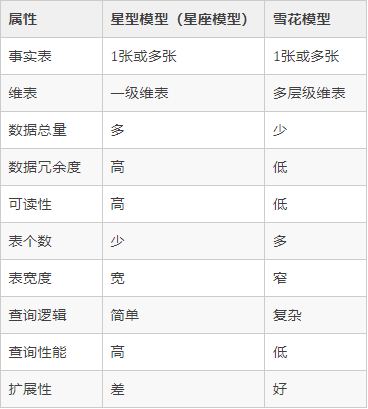 属性 星型模型（星座模型） 雪花模型
事实表 1张或多张 1张或多张
维表 一级维表 多层级维表
数据总量 多 少
数据冗余度 高 低
可读性 高 低
表个数 少 多
表宽度 宽 窄
查询逻辑 简单 复杂
查询性能 高 低
扩展性 差 好